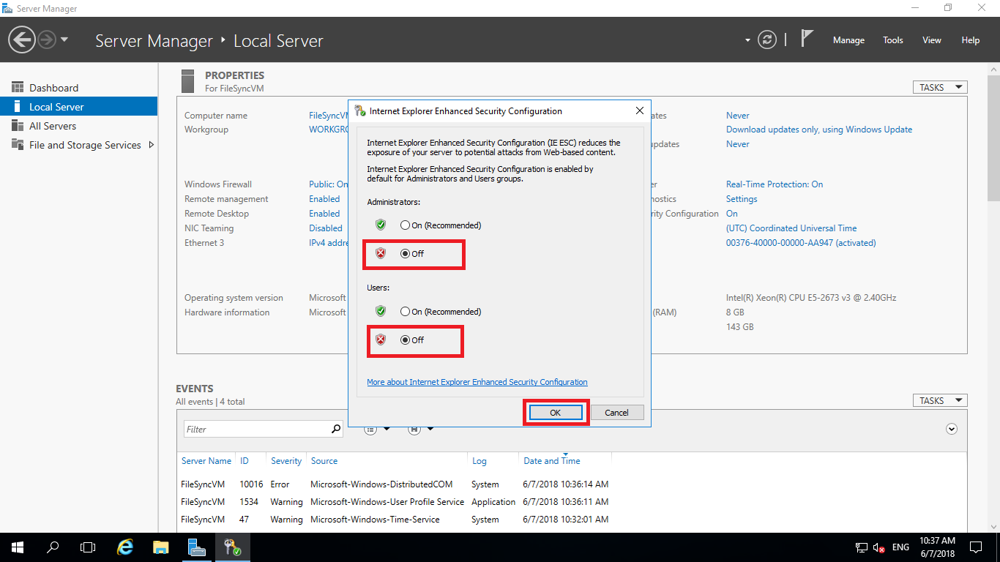 Server Manager
Server Manager • Local Server
Manage Tools View Help
Dashboard
Local Server
All Servers
File and Storage Services
PROPERTIES
For FileSyncVM
TASKS
Computer name
Workgroup
Windows Firewall
Remote management
Remote Desktop
NIC Teaming
Ethernet 3
Operating system version
Hardware information
Public: On
Enabled
Enabled
Disabled
IPv4
Microsoft
Microsoft
Internet Explorer Enhanced Security Configuration
Internet Explorer Enhanced Security Configuration (IE ESC) reduces the
exposure of your server to potential attacks from Web-based content.
Internet Explorer Enhanced Security Configuration is enabled by
default for Administrators and Users groups.
Administrators:
On (Recommended)
Off
Users:
On (Recommended)
Off
More about Internet Explorer Enhanced Security Configuration
OK Cancel
Never
Download updates only, using Windows Update
Never
Real-Time Protection: On
Settings
Configuration On
(UTC) Coordinated Universal Time
00376-40000-00000-AA947 (activated)
Intel(R) Xeon(R) CPU E5-2673 v3 @ 2.40GHz
(RAM) 8 GB
143 GB
EVENTS
All events | 4 total
TASKS
Filter
Server Name ID Severity Source Log Date and Time
FileSyncVM 10016 Error Microsoft-Windows-DistributedCOM System 6/7/2018 10:36:14 AM
FileSyncVM 1534 Warning Microsoft-Windows-User Profile Service Application 6/7/2018 10:36:11 AM
FileSyncVM 47 Warning Microsoft-Windows-Time-Service System 6/7/2018 10:32:01 AM
ENG
10:37 AM
6/7/2018